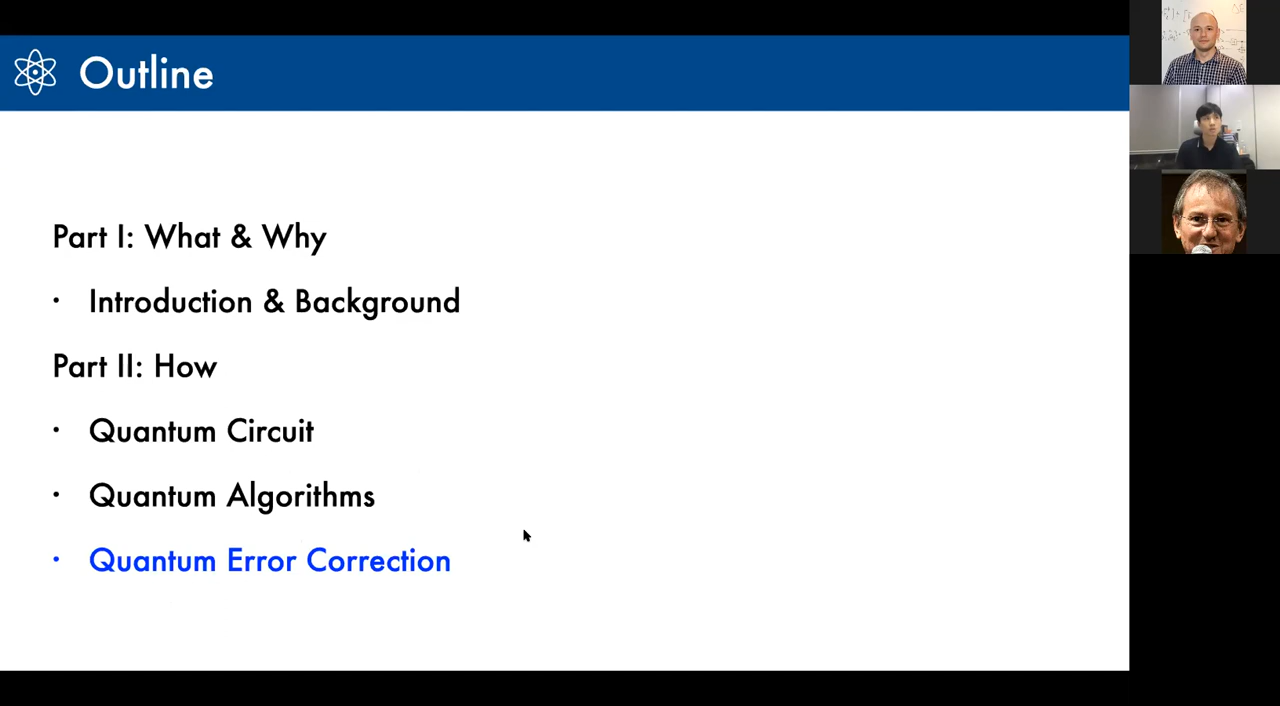 Outline
Part I: What & Why
• Introduction & Background
Part II: How
• Quantum Circuit
• Quantum Algorithms
• Quantum Error Correction